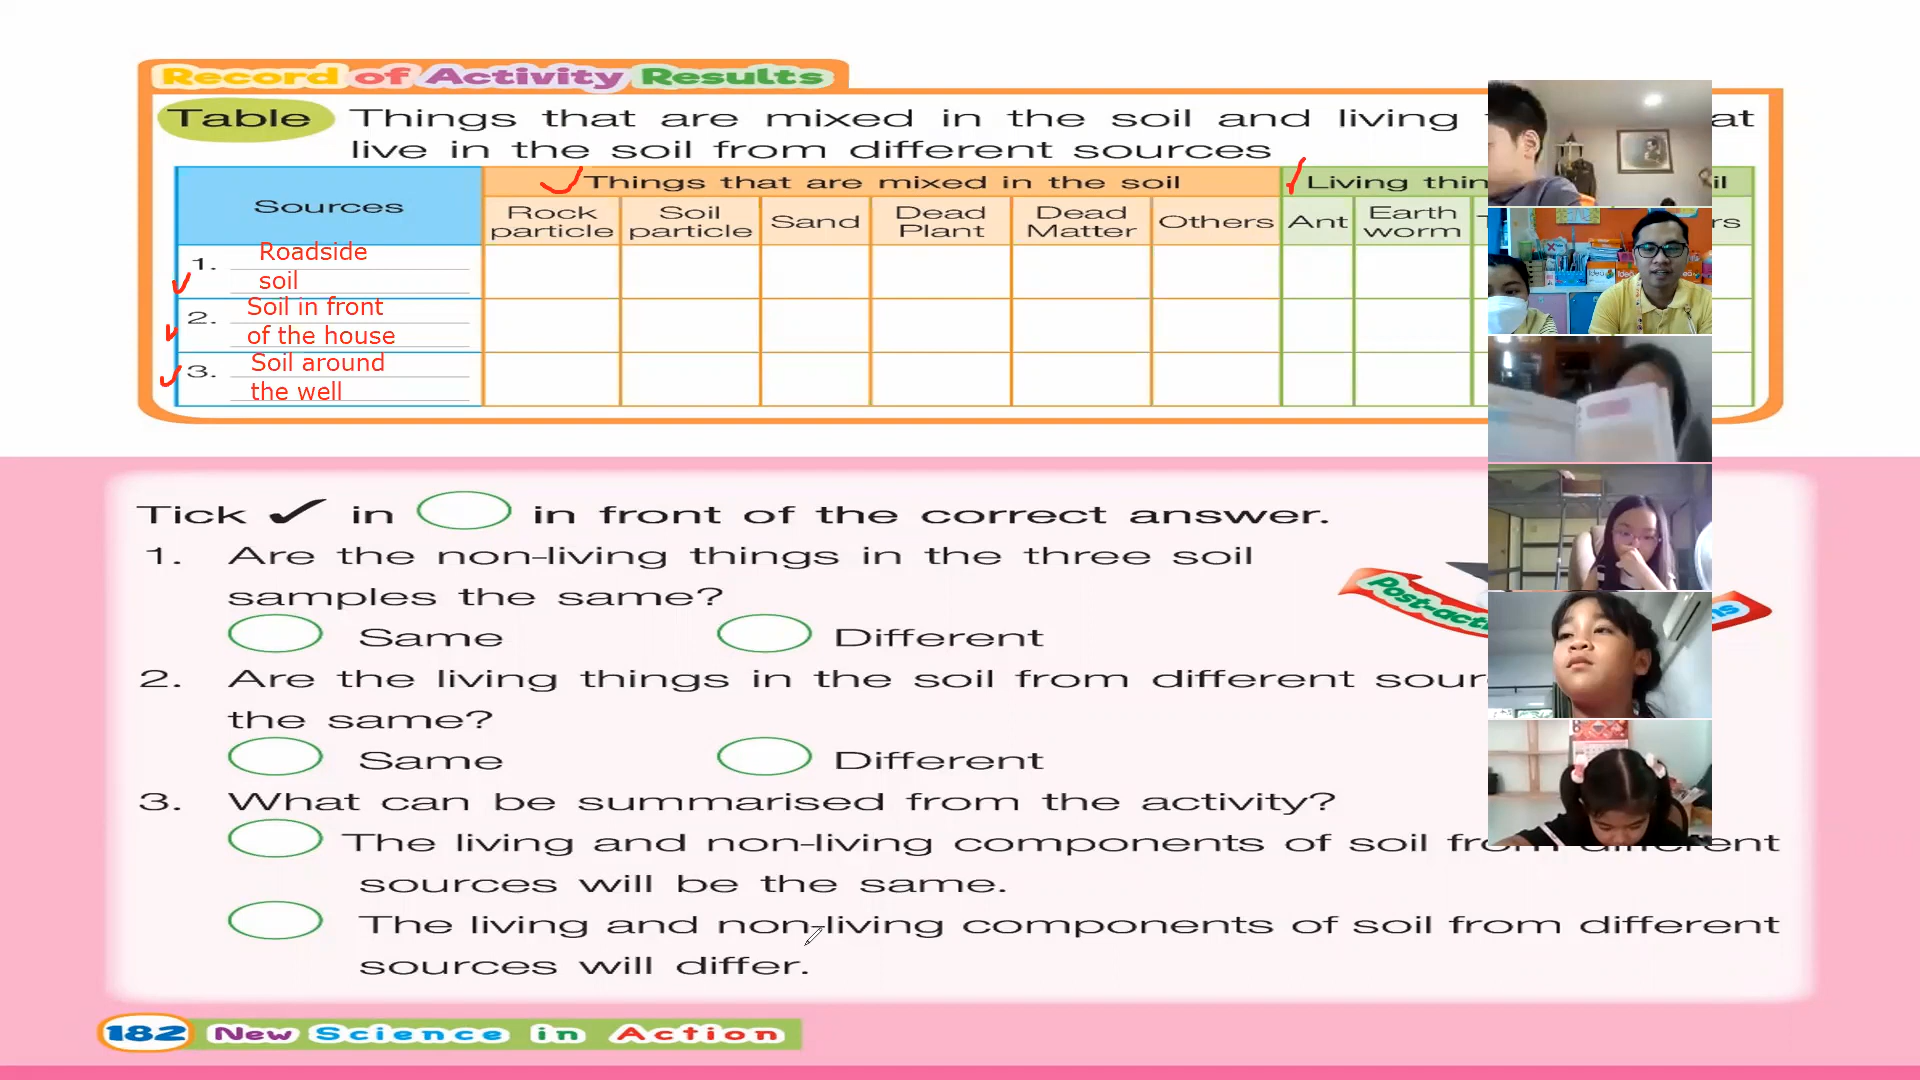 Record of Activity Results
Table Things that are mixed in the soil and living at
live in the soil from different sources
Sources
Things that are mixed in the soil
Living il
Rock particle
Soil particle
Sand
Dead Plant
Dead Matter
Others
Ant
Earth worm
rs
1. Roadside
soil
2. Soil in front
of the house
3. Soil around
the well
Tick ✓ in in front of the correct answer.
1. Are the non-living things in the three soil
samples the same?
Same Different
2. Are the living things in the soil from different
the same?
Same Different
3. What can be summarised from the activity?
The living and non-living components of soil from different
sources will be the same.
The living and non-living components of soil from different
sources will differ.
182 New Science in Action